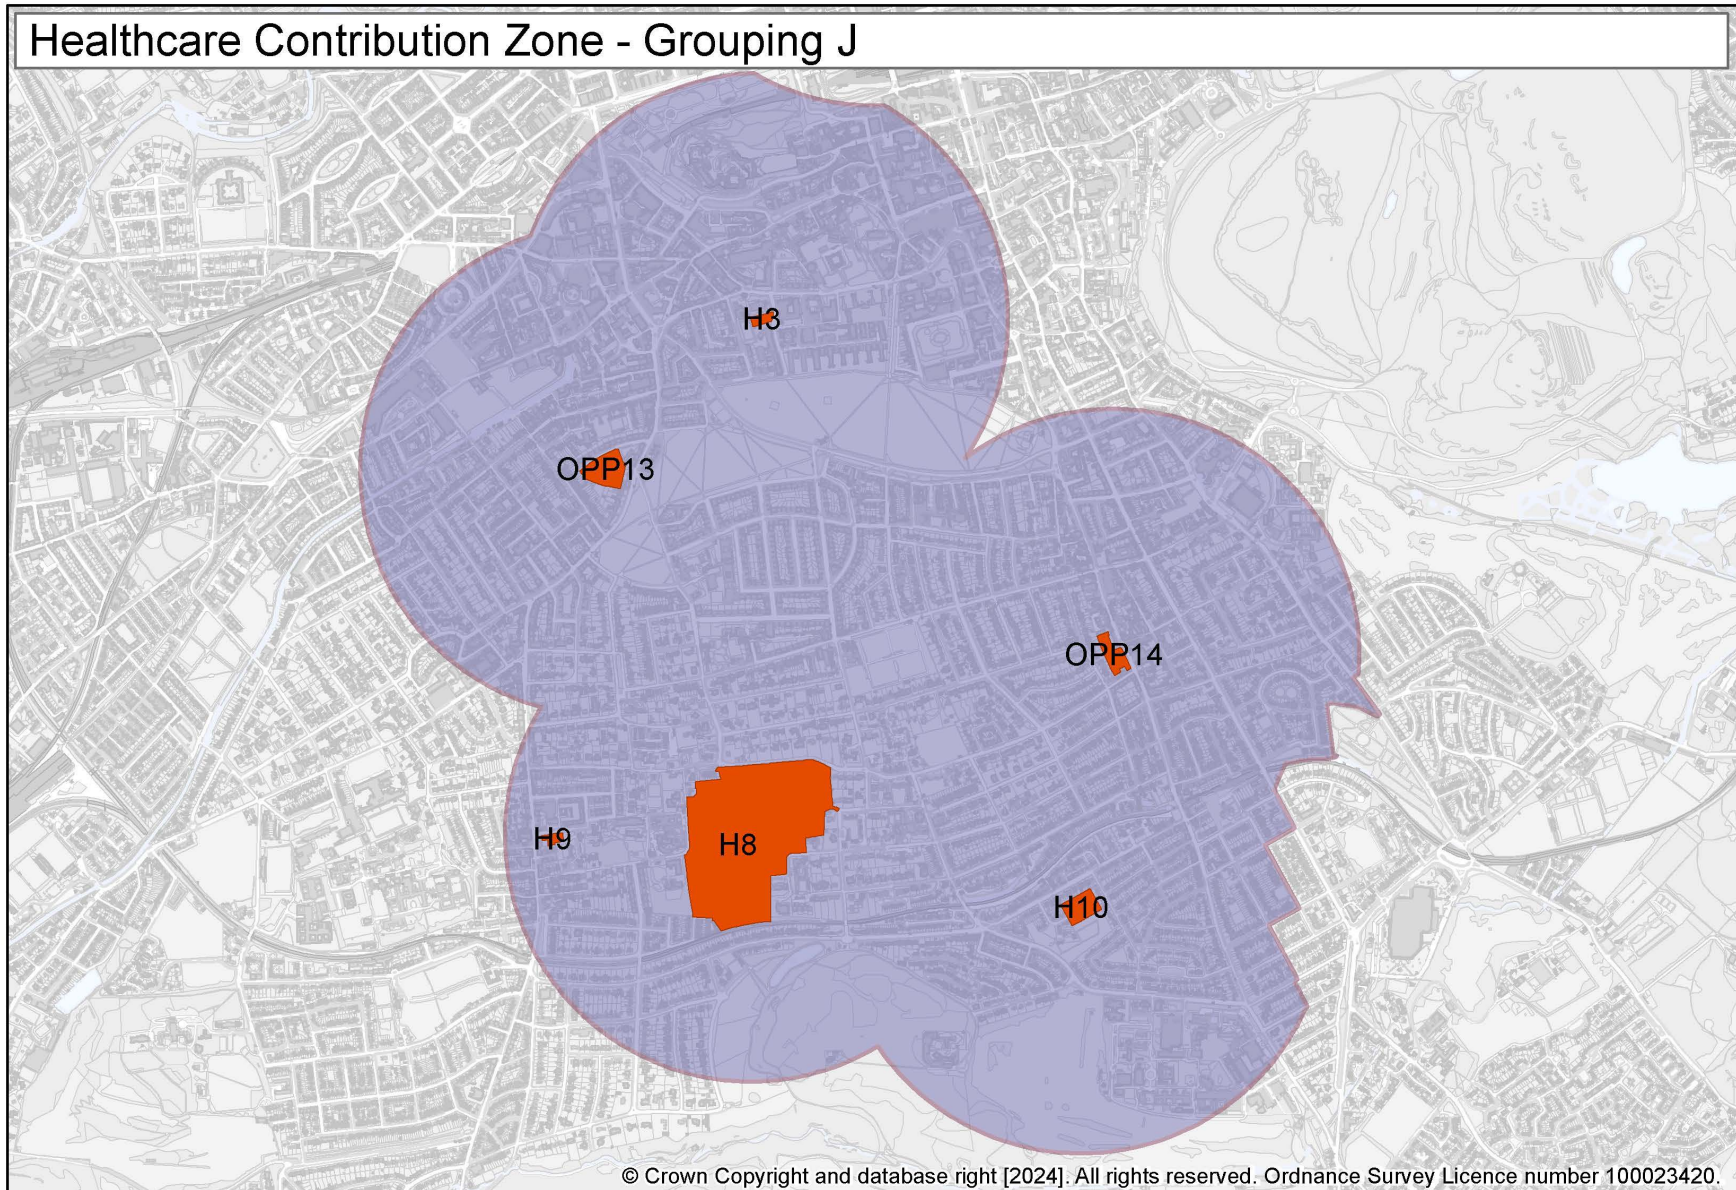 Healthcare Contribution Zone - Grouping J
H3
OPP13
OPP14
H9
H8
H10
© Crown Copyright and database right [2024]. All rights reserved. Ordnance Survey Licence number 100023420.